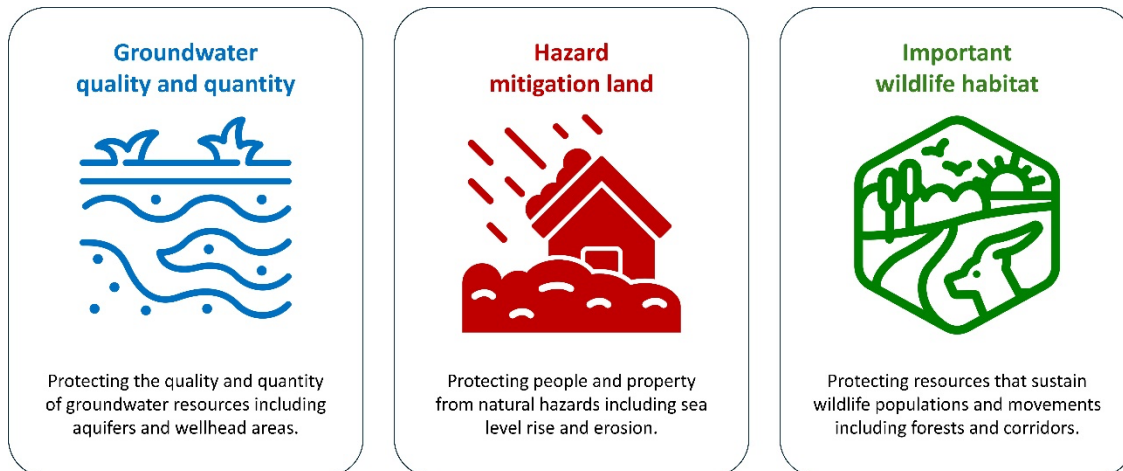 Groundwater
quality and quantity
Protecting the quality and quantity
of groundwater resources including
aquifers and wellhead areas.
Hazard
mitigation land
Protecting people and property
from natural hazards including sea
level rise and erosion.
Important
wildlife habitat
Protecting resources that sustain
wildlife populations and movements
including forests and corridors.